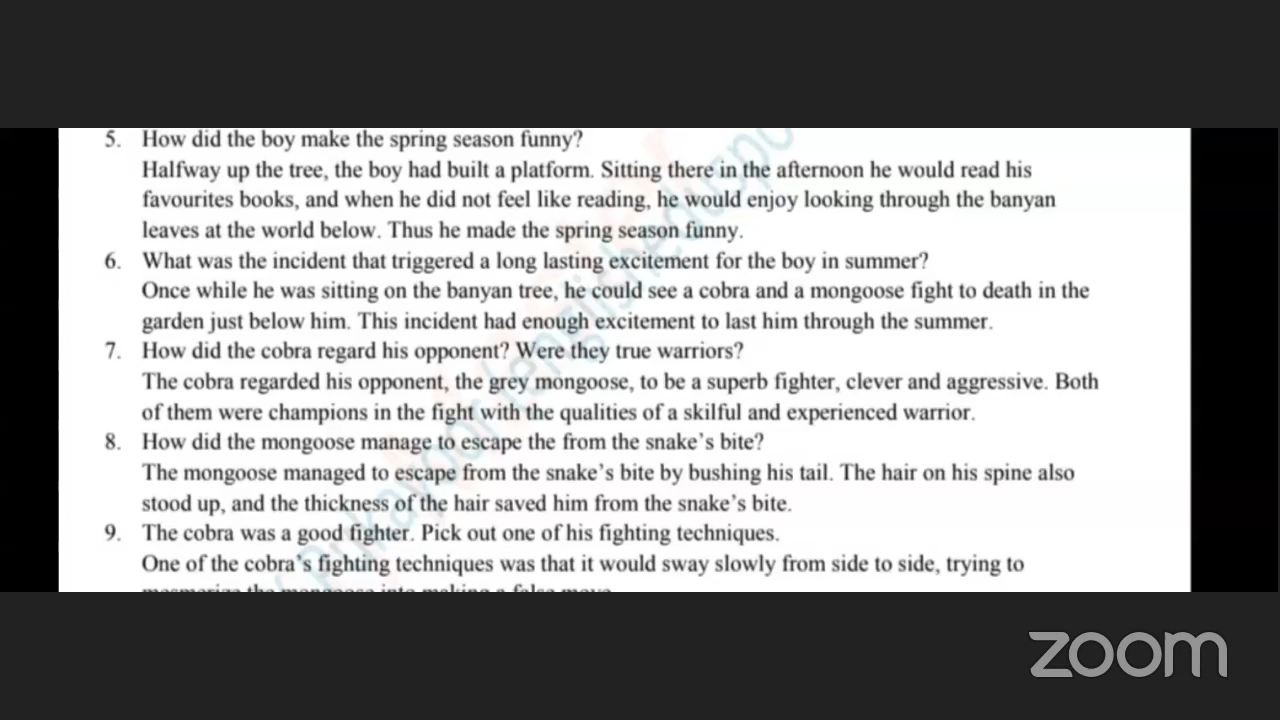 5. How did the boy make the spring season funny?
Halfway up the tree, the boy had built a platform. Sitting there in the afternoon he would read his
favourites books, and when he did not feel like reading, he would enjoy looking through the banyan
leaves at the world below. Thus he made the spring season funny.
6. What was the incident that triggered a long lasting excitement for the boy in summer?
Once while he was sitting on the banyan tree, he could see a cobra and a mongoose fight to death in the
garden just below him. This incident had enough excitement to last him through the summer.
7. How did the cobra regard his opponent? Were they true warriors?
The cobra regarded his opponent, the grey mongoose, to be a superb fighter, clever and aggressive. Both
of them were champions in the fight with the qualities of a skilful and experienced warrior.
8. How did the mongoose manage to escape the from the snake's bite?
The mongoose managed to escape from the snake's bite by bushing his tail. The hair on his spine also
stood up, and the thickness of the hair saved him from the snake's bite.
9. The cobra was a good fighter. Pick out one of his fighting techniques.
One of the cobra's fighting techniques was that it would sway slowly from side to side, trying to
mesmerize the mongoose into making a false move.
zoom